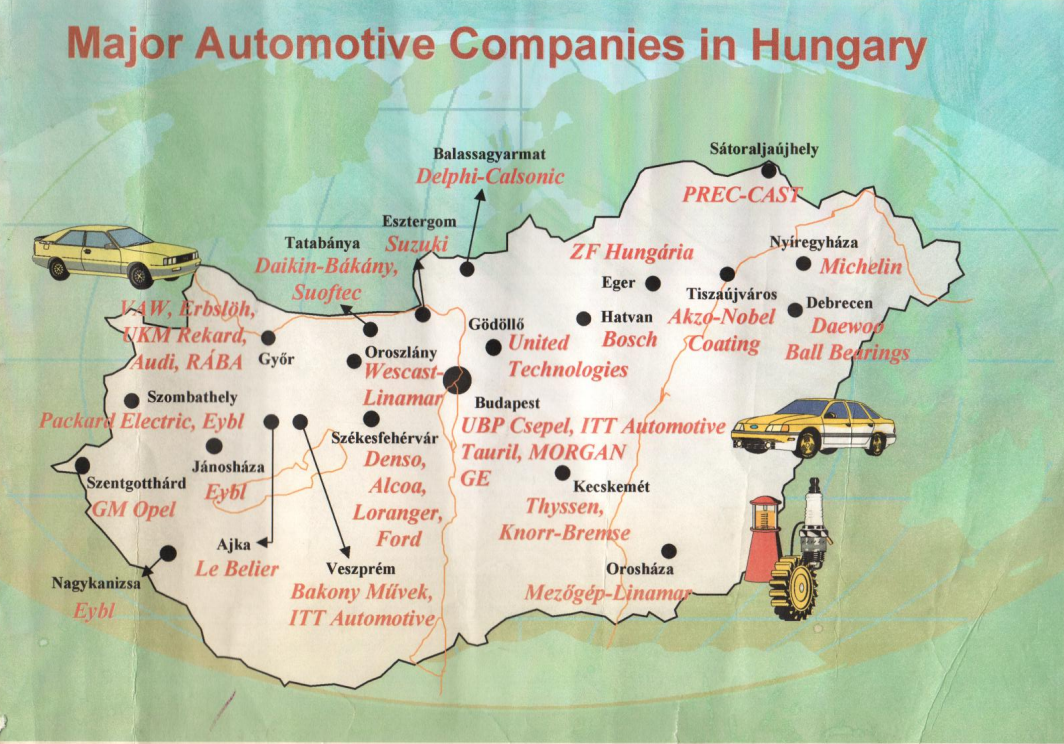 Major Automotive Companies in Hungary
Balassagyarmat
Delphi-Calsonic
Sátoraljaújhely
PREC-CAST
Esztergom
Suzuki
Tatabánya
Daikin-Bákány,
Suoftec
ZF Hungária
Eger
Nyíregyháza
Michelin
Tiszaújváros
Akzo-Nobel
Coating
Debrecen
Daewoo
Ball Bearings
Hatvan
Bosch
Gödöllő
United
Technologies
VAW, Erbslöh,
UKM Rekard,
Audi, RÁBA
Győr
Oroszlány
Wescast-
Linamar
Szombathely
Packard Electric, Eybl
Budapest
UBP Csepel, ITT Automotive
Tauril, MORGAN
GE
Székesfehérvár
Denso,
Alcoa,
Loranger,
Ford
Jánosháza
Eybl
Szentgotthárd
GM Opel
Kecskemét
Thyssen,
Knorr-Bremse
Ajka
Le Belier
Veszprém
Bakony Művek,
ITT Automotive
Orosháza
Mezőgép-Linamar
Nagykanizsa
Eybl